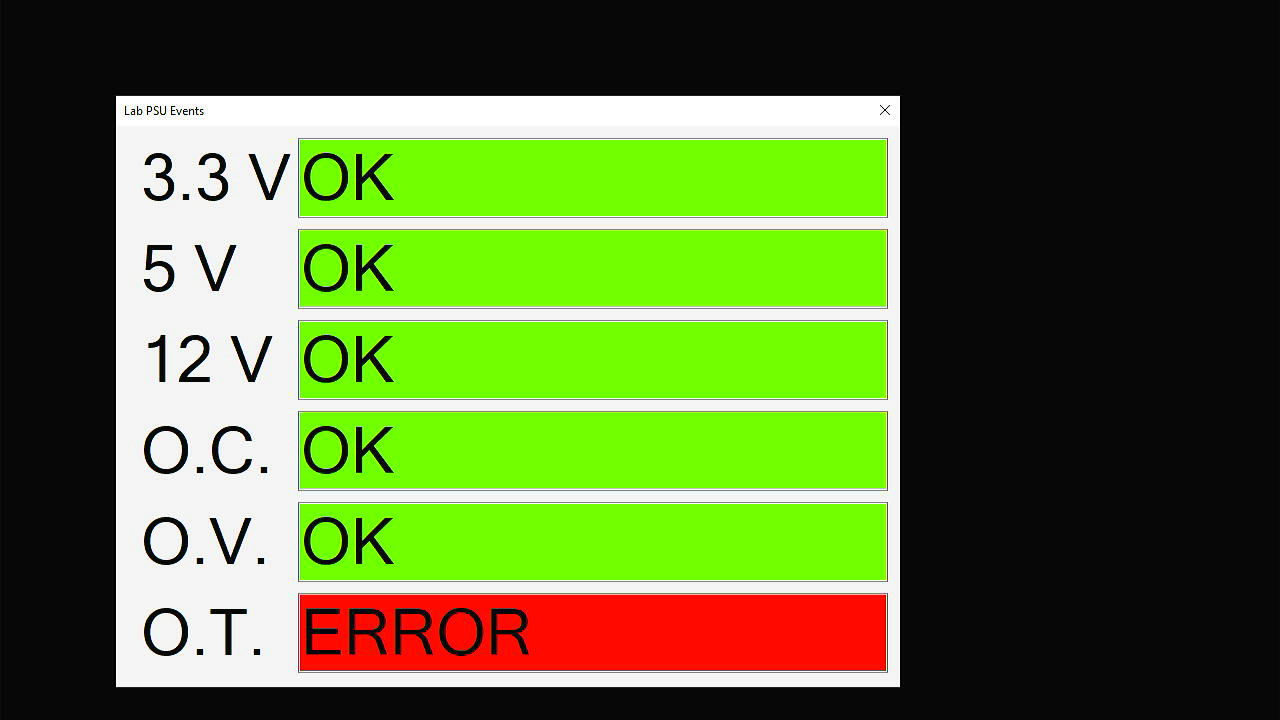 Lab PSU Events
3.3 V OK
5 V OK
12 V OK
O.C. OK
O.V. OK
O.T. ERROR